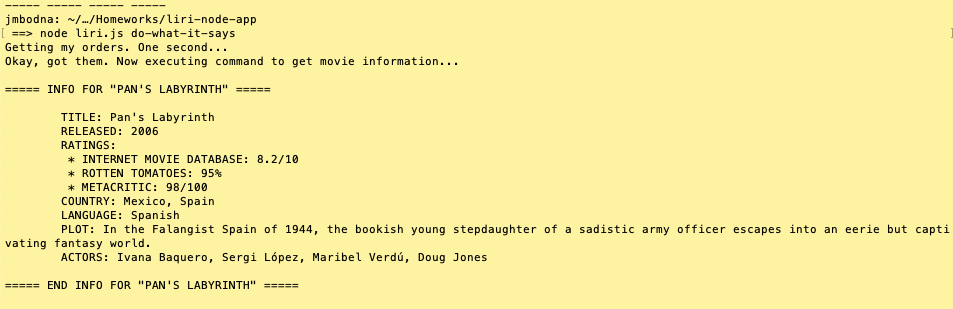 ----- ----- ----- -----
jmbodna: ~/…/Homeworks/liri-node-app
[ ==> node liri.js do-what-it-says ]
Getting my orders. One second...
Okay, got them. Now executing command to get movie information...
===== INFO FOR "PAN'S LABYRINTH" =====
TITLE: Pan's Labyrinth
RELEASED: 2006
RATINGS:
* INTERNET MOVIE DATABASE: 8.2/10
* ROTTEN TOMATOES: 95%
* METACRITIC: 98/100
COUNTRY: Mexico, Spain
LANGUAGE: Spanish
PLOT: In the Falangist Spain of 1944, the bookish young stepdaughter of a sadistic army officer escapes into an eerie but capti
vating fantasy world.
ACTORS: Ivana Baquero, Sergi López, Maribel Verdú, Doug Jones
===== END INFO FOR "PAN'S LABYRINTH" =====